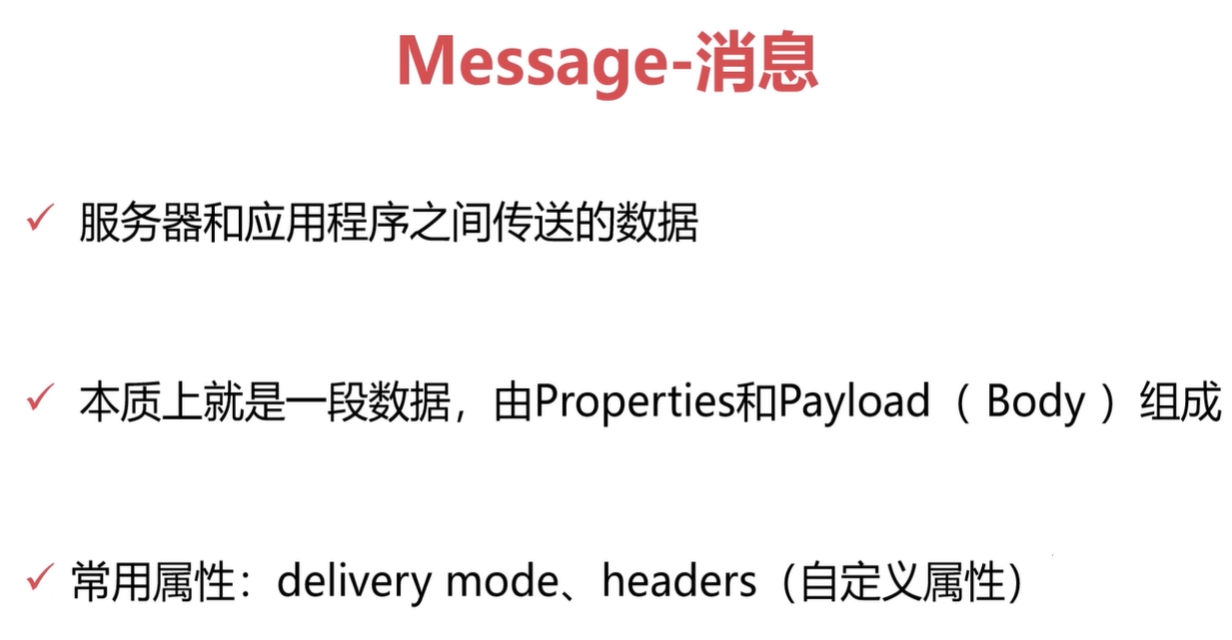 Message-消息
服务器和应用程序之间传送的数据
本质上就是一段数据，由Properties和Payload（ Body ）组成
常用属性：delivery mode、headers（自定义属性）